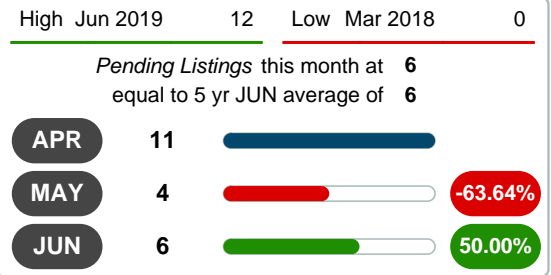 High Jun 2019 12 Low Mar 2018 0
Pending Listings this month at 6
equal to 5 yr JUN average of 6
APR 11
MAY 4 -63.64%
JUN 6 50.00%